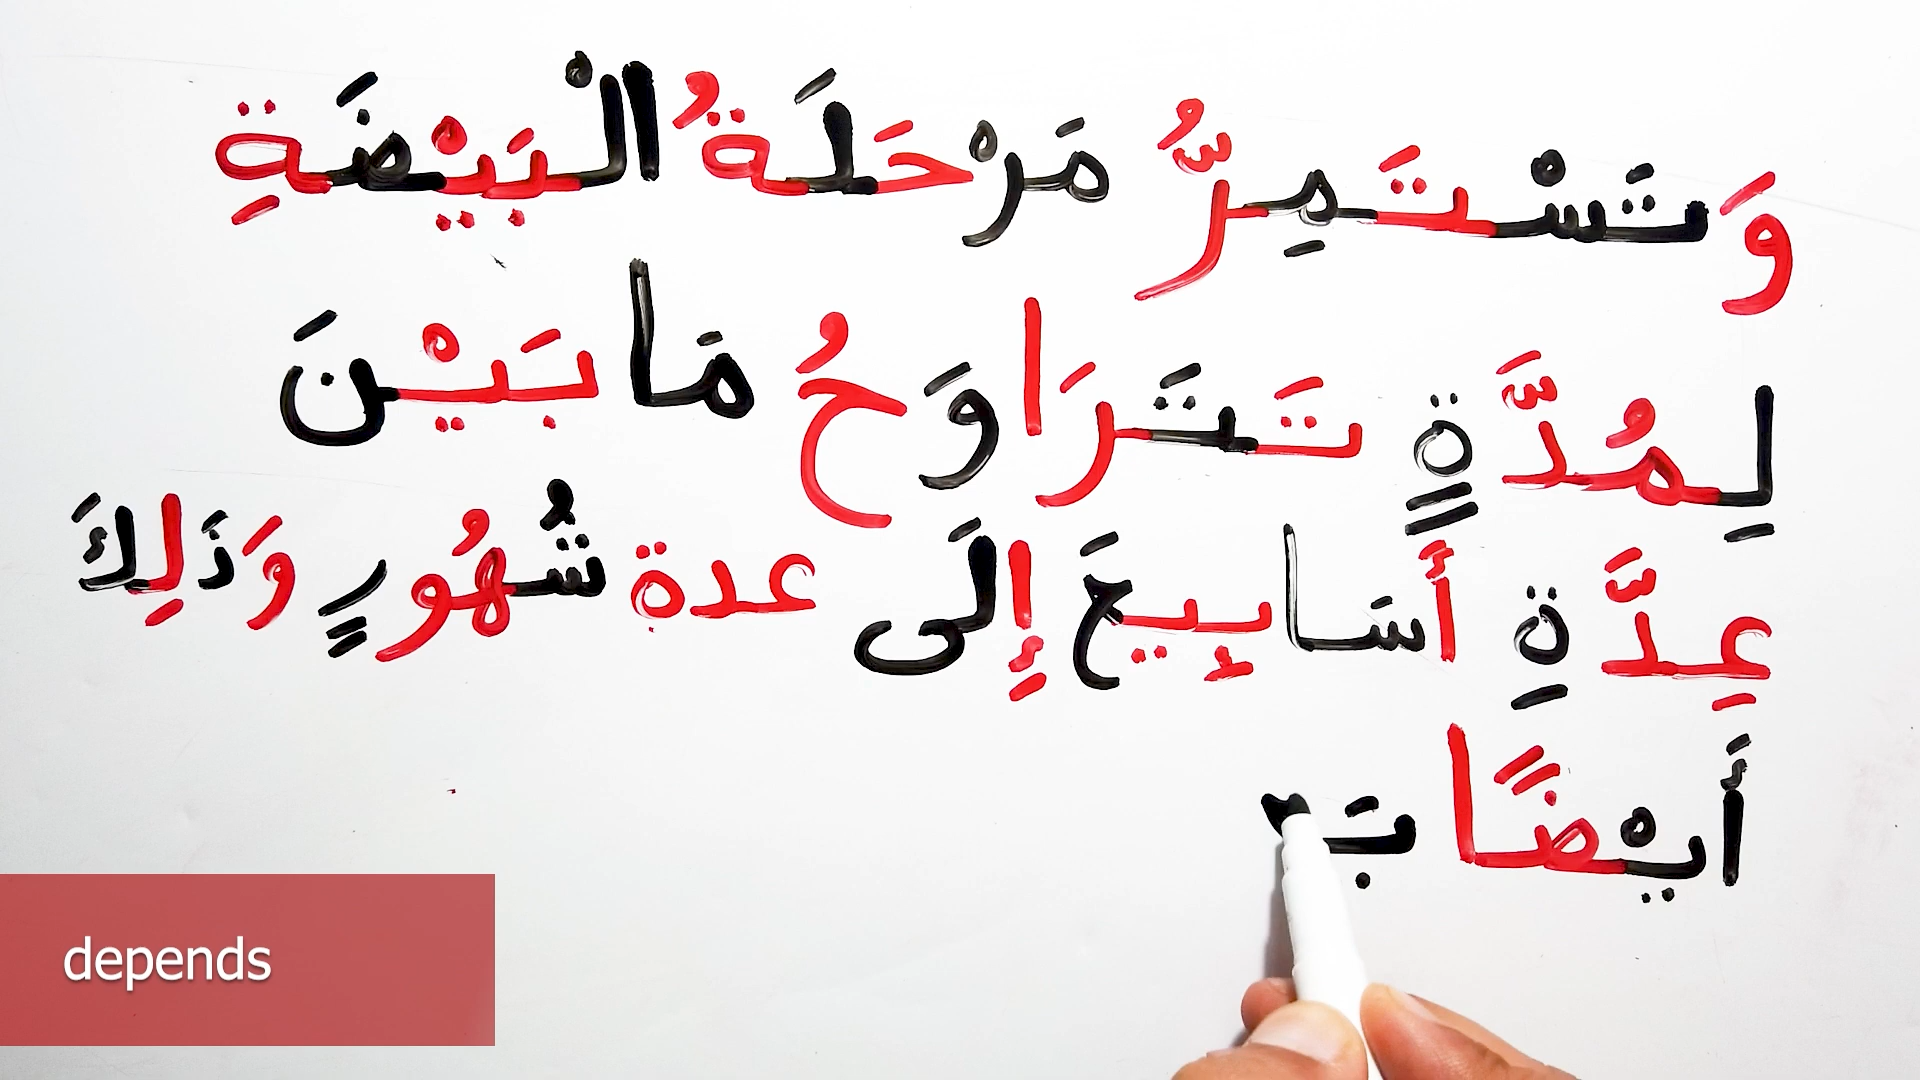 وَتَسْتَمِرُّ مَرْحَلَةُ الْبَيْضَةِ
لِمُدَّةٍ تَتَرَاوَحُ مَا بَيْنَ
عِدَّةِ أَسَابِيعَ إِلَى عدة شُهُورٍ وَذَلِكَ
أَيْضًا
depends